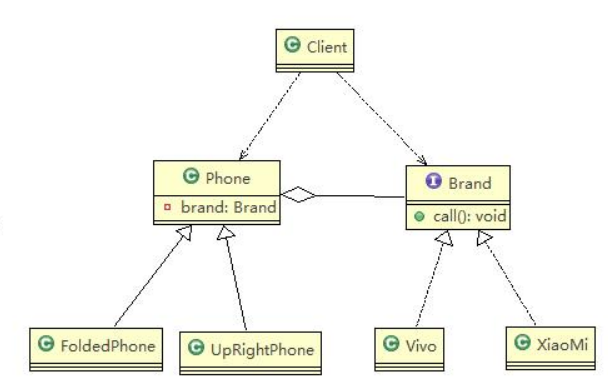 C Client
C Phone
brand: Brand
I Brand
call(): void
C FoldedPhone
C UpRightPhone
C Vivo
C XiaoMi